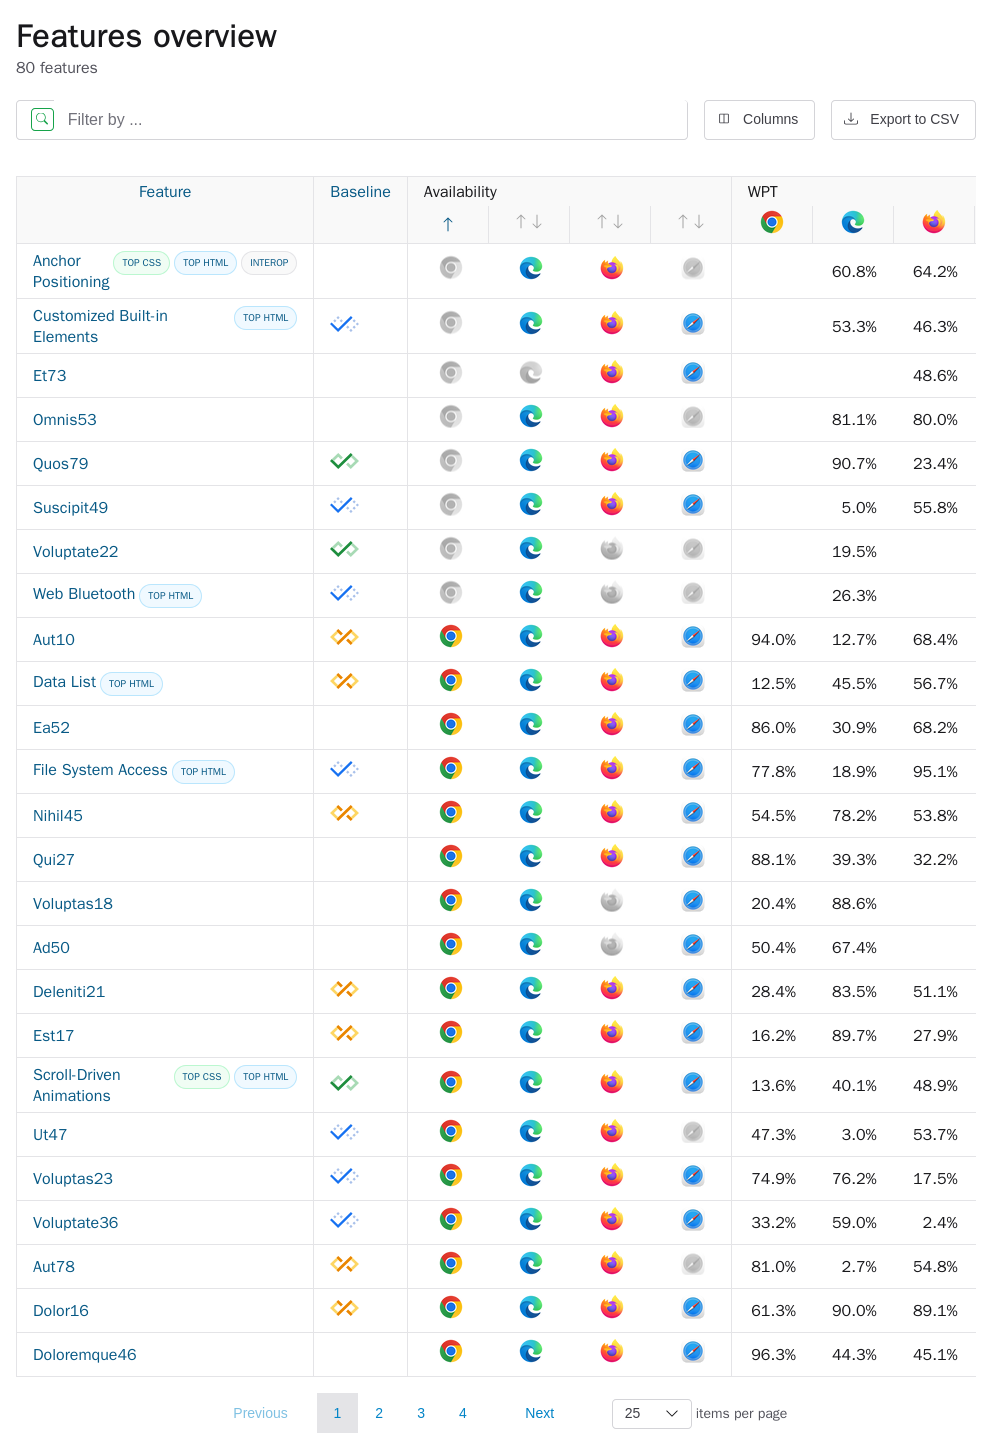 Features overview
80 features
Filter by ...
Columns
Export to CSV
Feature Baseline Availability WPT
Anchor Positioning TOP CSS TOP HTML INTEROP 60.8% 64.2%
Customized Built-in Elements TOP HTML 53.3% 46.3%
Et73 48.6%
Omnis53 81.1% 80.0%
Quos79 90.7% 23.4%
Suscipit49 5.0% 55.8%
Voluptate22 19.5%
Web Bluetooth TOP HTML 26.3%
Aut10 94.0% 12.7% 68.4%
Data List TOP HTML 12.5% 45.5% 56.7%
Ea52 86.0% 30.9% 68.2%
File System Access TOP HTML 77.8% 18.9% 95.1%
Nihil45 54.5% 78.2% 53.8%
Qui27 88.1% 39.3% 32.2%
Voluptas18 20.4% 88.6%
Ad50 50.4% 67.4%
Deleniti21 28.4% 83.5% 51.1%
Est17 16.2% 89.7% 27.9%
Scroll-Driven Animations TOP CSS TOP HTML 13.6% 40.1% 48.9%
Ut47 47.3% 3.0% 53.7%
Voluptas23 74.9% 76.2% 17.5%
Voluptate36 33.2% 59.0% 2.4%
Aut78 81.0% 2.7% 54.8%
Dolor16 61.3% 90.0% 89.1%
Doloremque46 96.3% 44.3% 45.1%
Previous 1 2 3 4 Next 25 items per page